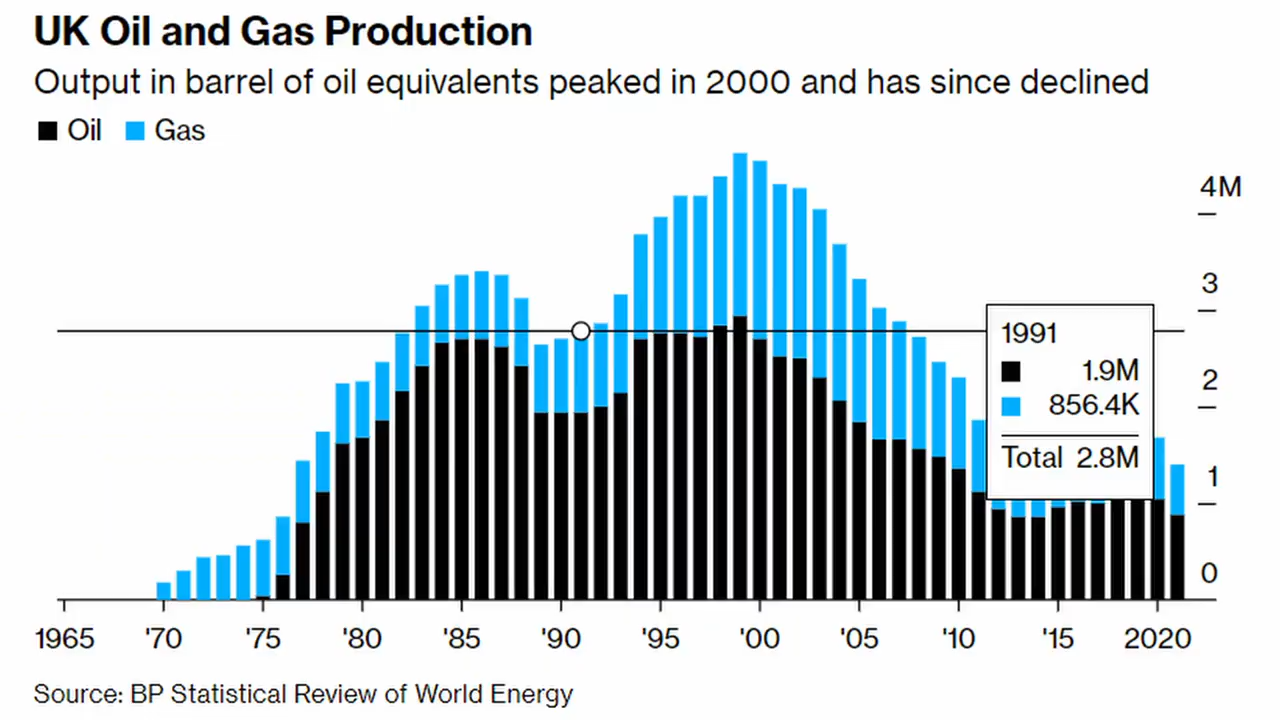 UK Oil and Gas Production
Output in barrel of oil equivalents peaked in 2000 and has since declined
Oil Gas
4M
3
2
1
0
1991
1.9M
856.4K
Total 2.8M
1965 '70 '75 '80 '85 '90 '95 '00 '05 '10 '15 2020
Source: BP Statistical Review of World Energy